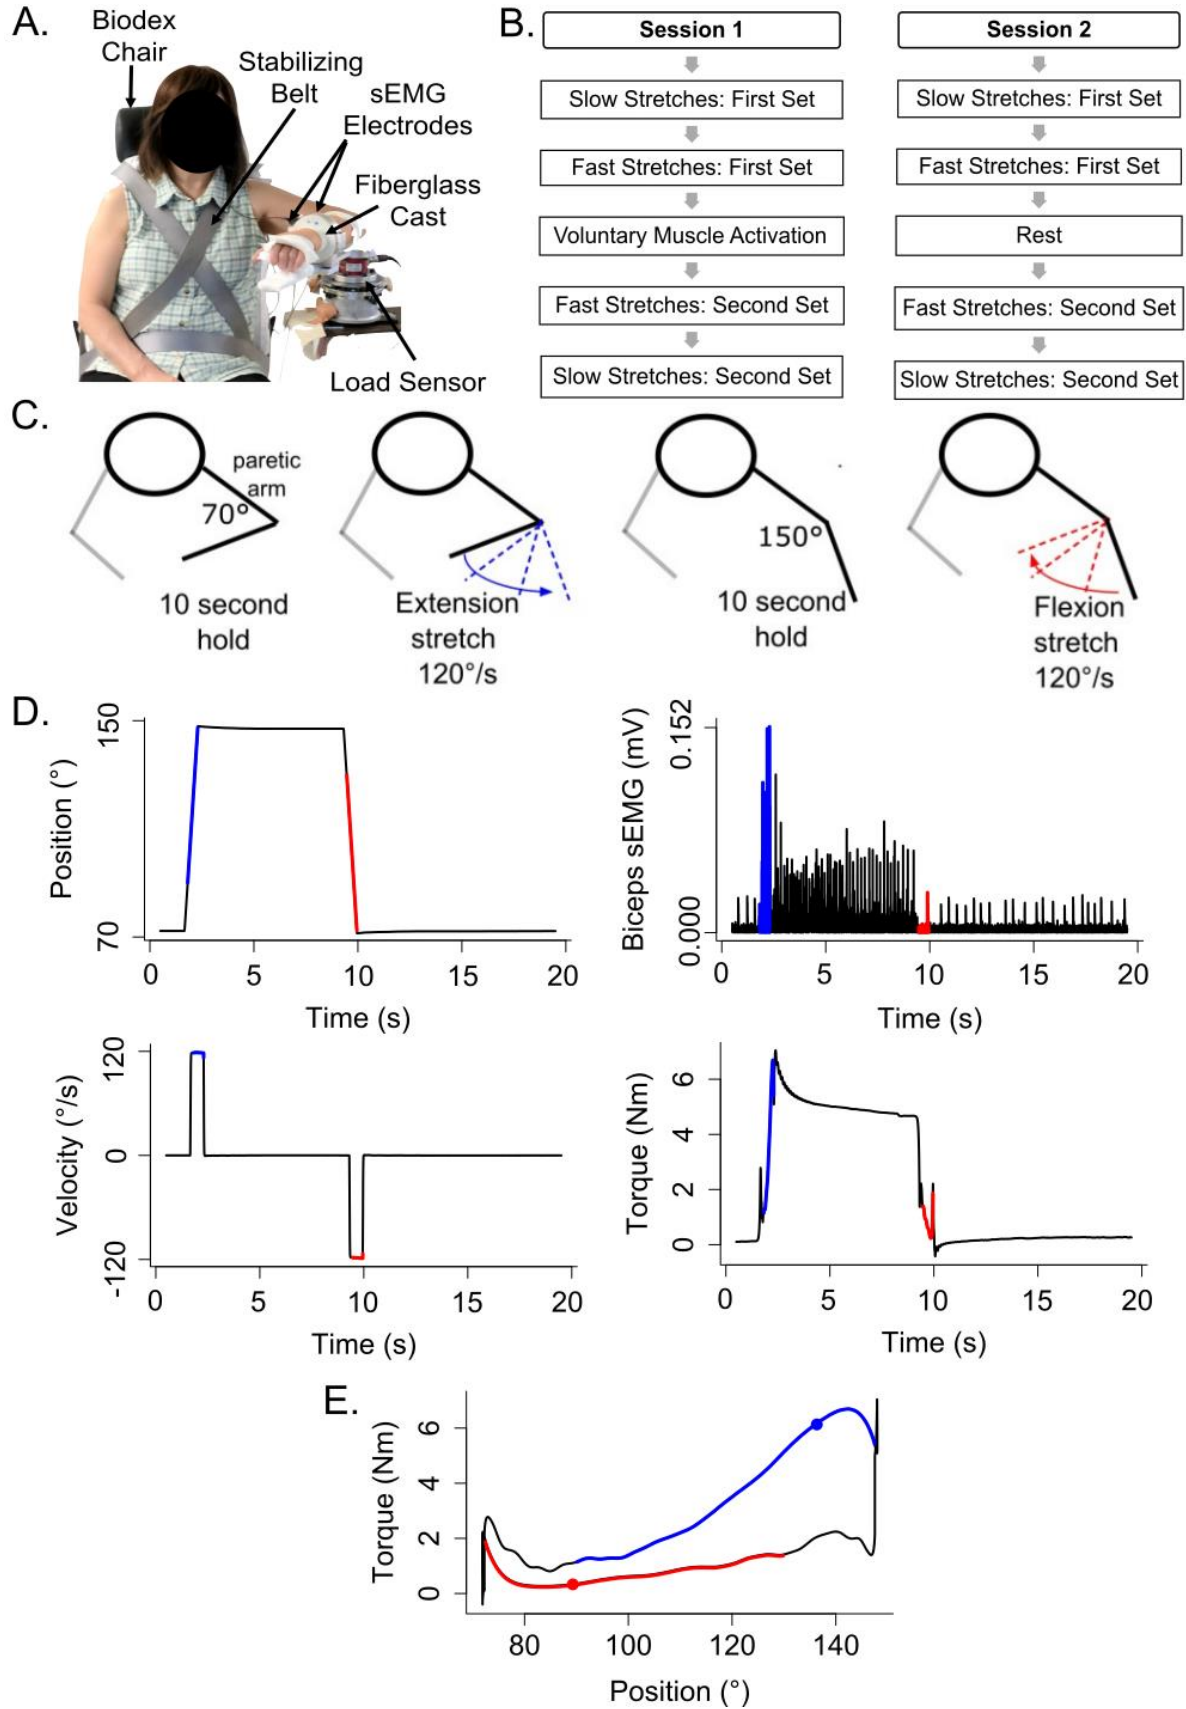 A.
Biodex
Chair
Stabilizing
Belt
sEMG
Electrodes
Fiberglass
Cast
Load Sensor
B.
Session 1
Slow Stretches: First Set
Fast Stretches: First Set
Voluntary Muscle Activation
Fast Stretches: Second Set
Slow Stretches: Second Set
Session 2
Slow Stretches: First Set
Fast Stretches: First Set
Rest
Fast Stretches: Second Set
Slow Stretches: Second Set
C.
paretic
arm
70°
10 second
hold
Extension
stretch
120°/s
150°
10 second
hold
Flexion
stretch
120°/s
D.
150
70
Position (°)
0 5 10 15 20
Time (s)
0.152
0.000
Biceps sEMG (mV)
0 5 10 15 20
Time (s)
120
0
-120
Velocity (°/s)
0 5 10 15 20
Time (s)
6
4
2
0
Torque (Nm)
0 5 10 15 20
Time (s)
E.
6
4
2
0
Torque (Nm)
80 100 120 140
Position (°)